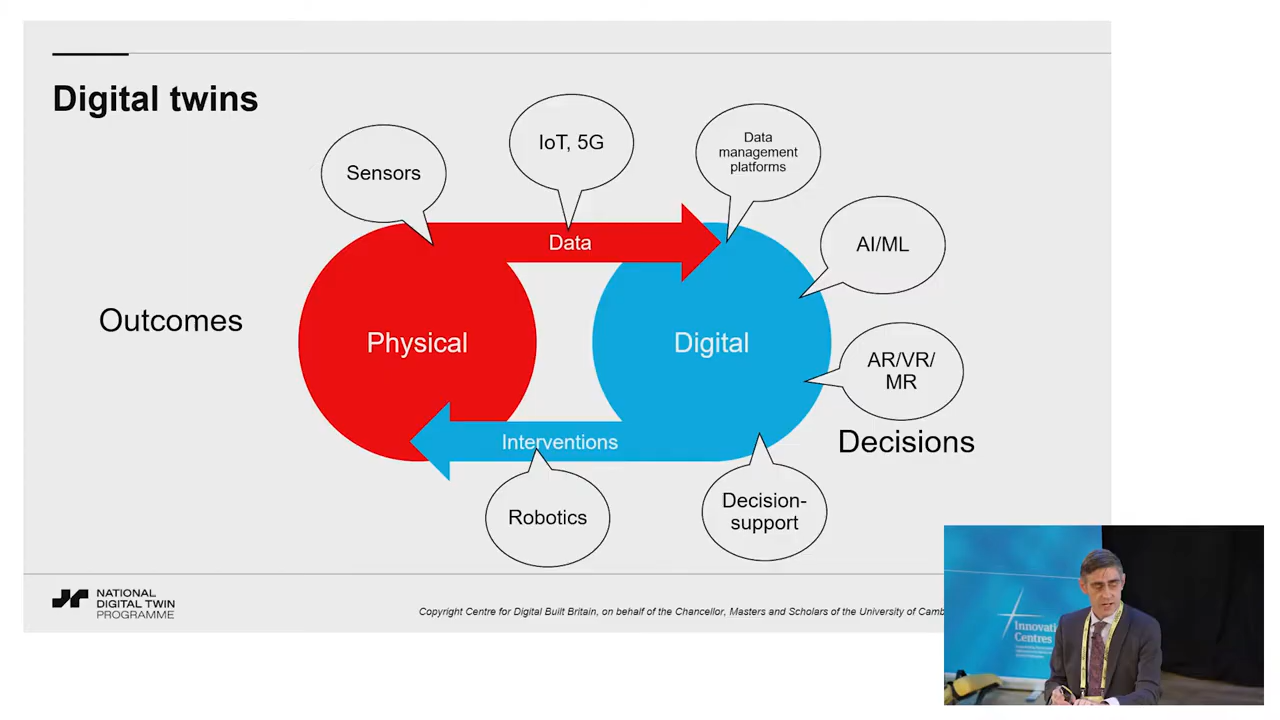 Digital twins
Sensors
IoT, 5G
Data
management
platforms
AI/ML
Data
Outcomes
Physical
Digital
AR/VR/
MR
Decisions
Interventions
Robotics
Decision-
support
NATIONAL
DIGITAL TWIN
PROGRAMME
Copyright Centre for Digital Built Britain, on behalf of the Chancellor, Masters and Scholars of the University of Camb
Innovati
Centres